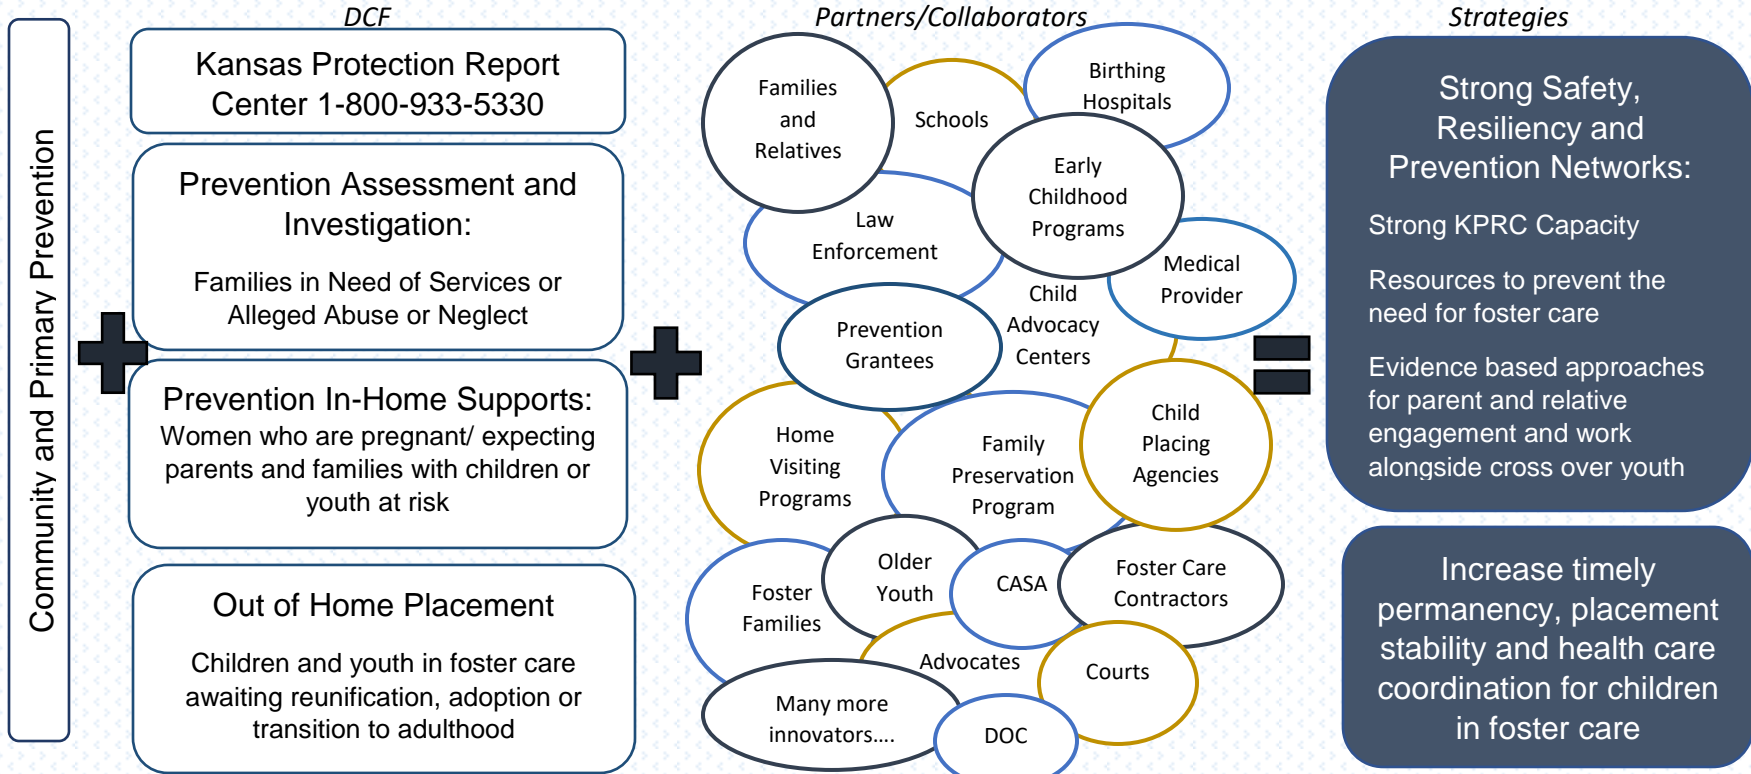 Community and Primary Prevention
DCF
Kansas Protection Report
Center 1-800-933-5330
Prevention Assessment and
Investigation:
Families in Need of Services or
Alleged Abuse or Neglect
Prevention In-Home Supports:
Women who are pregnant/ expecting
parents and families with children or
youth at risk
Out of Home Placement
Children and youth in foster care
awaiting reunification, adoption or
transition to adulthood
Partners/Collaborators
Families
and
Relatives
Schools
Birthing
Hospitals
Early
Childhood
Programs
Law
Enforcement
Medical
Provider
Child
Advocacy
Centers
Prevention
Grantees
Home
Visiting
Programs
Family
Preservation
Program
Child
Placing
Agencies
Foster
Families
Older
Youth
CASA
Foster Care
Contractors
Advocates
Courts
Many more
innovators....
DOC
Strategies
Strong Safety,
Resiliency and
Prevention Networks:
Strong KPRC Capacity
Resources to prevent the
need for foster care
Evidence based approaches
for parent and relative
engagement and work
alongside cross over youth
Increase timely
permanency, placement
stability and health care
coordination for children
in foster care